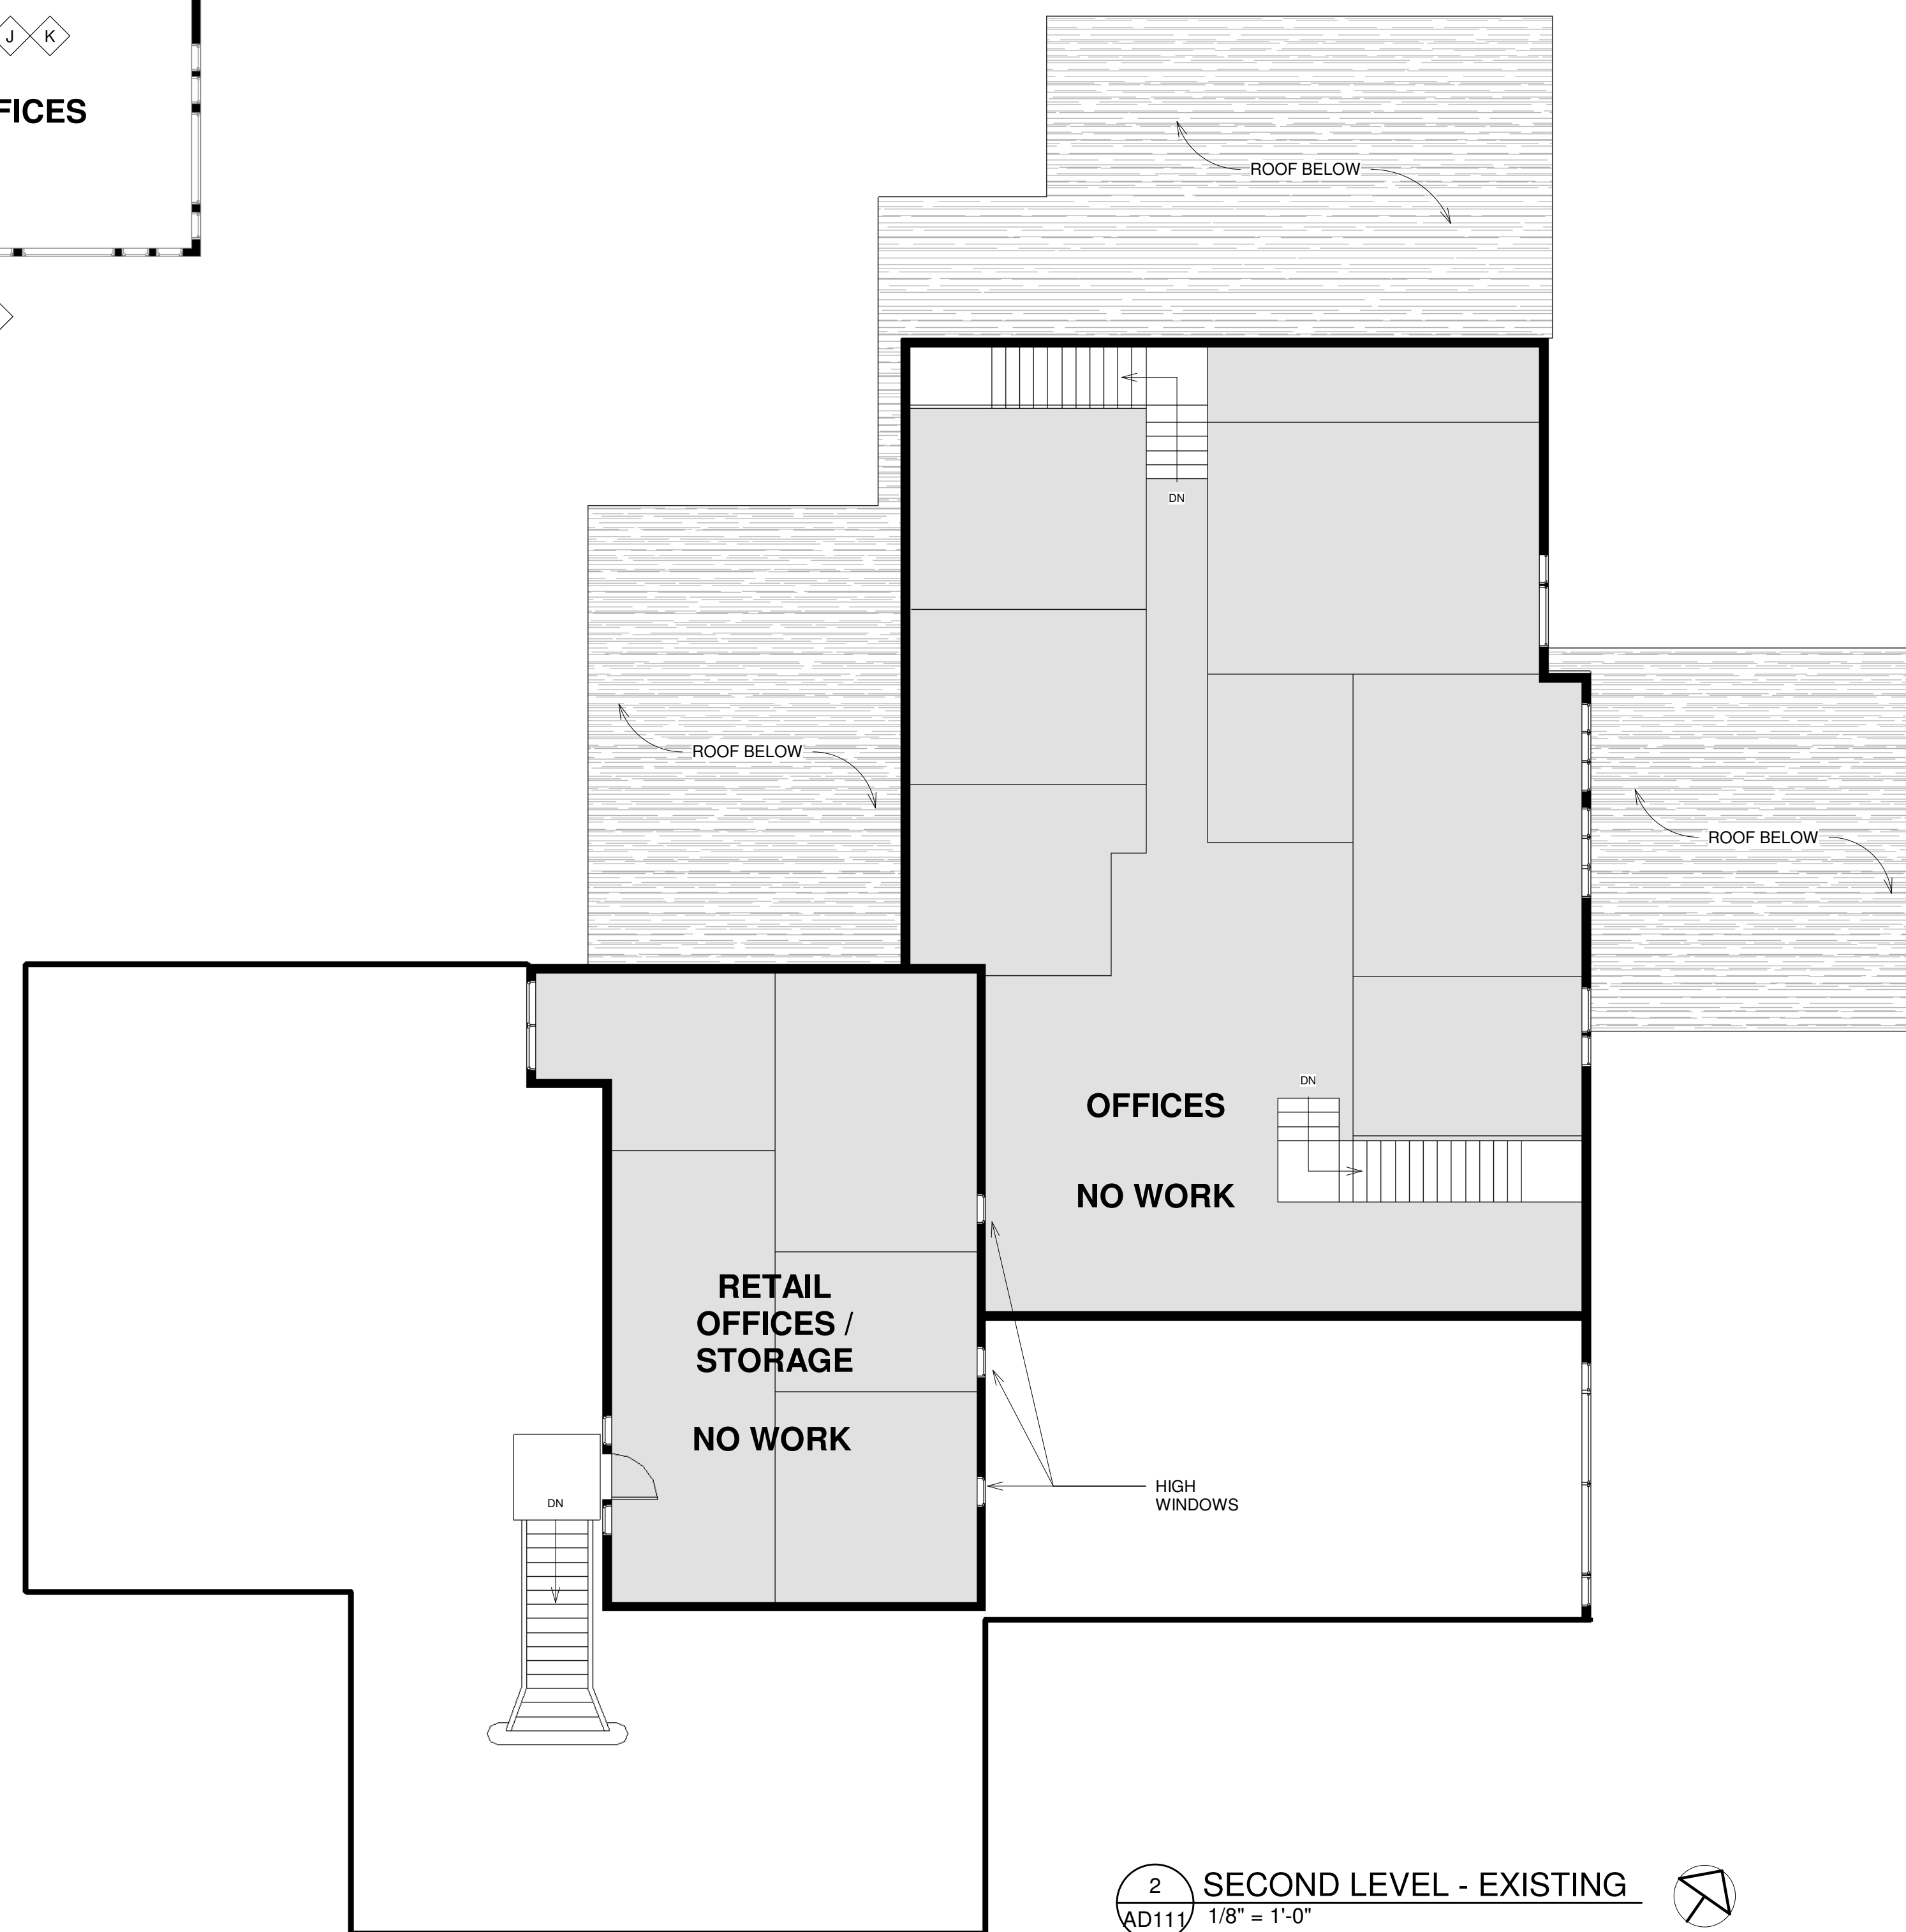 J
K
FICES
ROOF BELOW
DN
ROOF BELOW
ROOF BELOW
DN
OFFICES
NO WORK
RETAIL
OFFICES /
STORAGE
NO WORK
HIGH
WINDOWS
DN
2
AD111
SECOND LEVEL - EXISTING
1/8" = 1'-0"